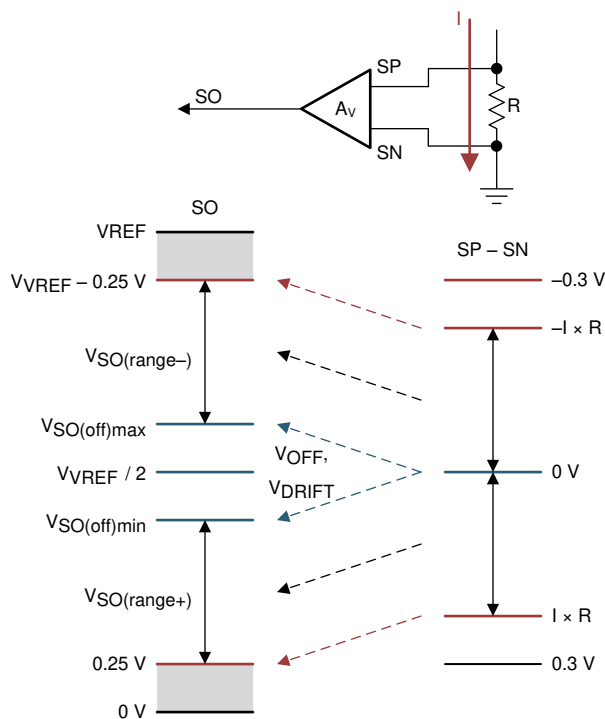 I
SP
SO
AV
R
SN
SO
VREF
SP – SN
VVREF – 0.25 V
–0.3 V
–I × R
VSO(range–)
VSO(off)max
VOFF,
VVREF / 2
0 V
VDRIFT
VSO(off)min
VSO(range+)
I × R
0.25 V
0.3 V
0 V